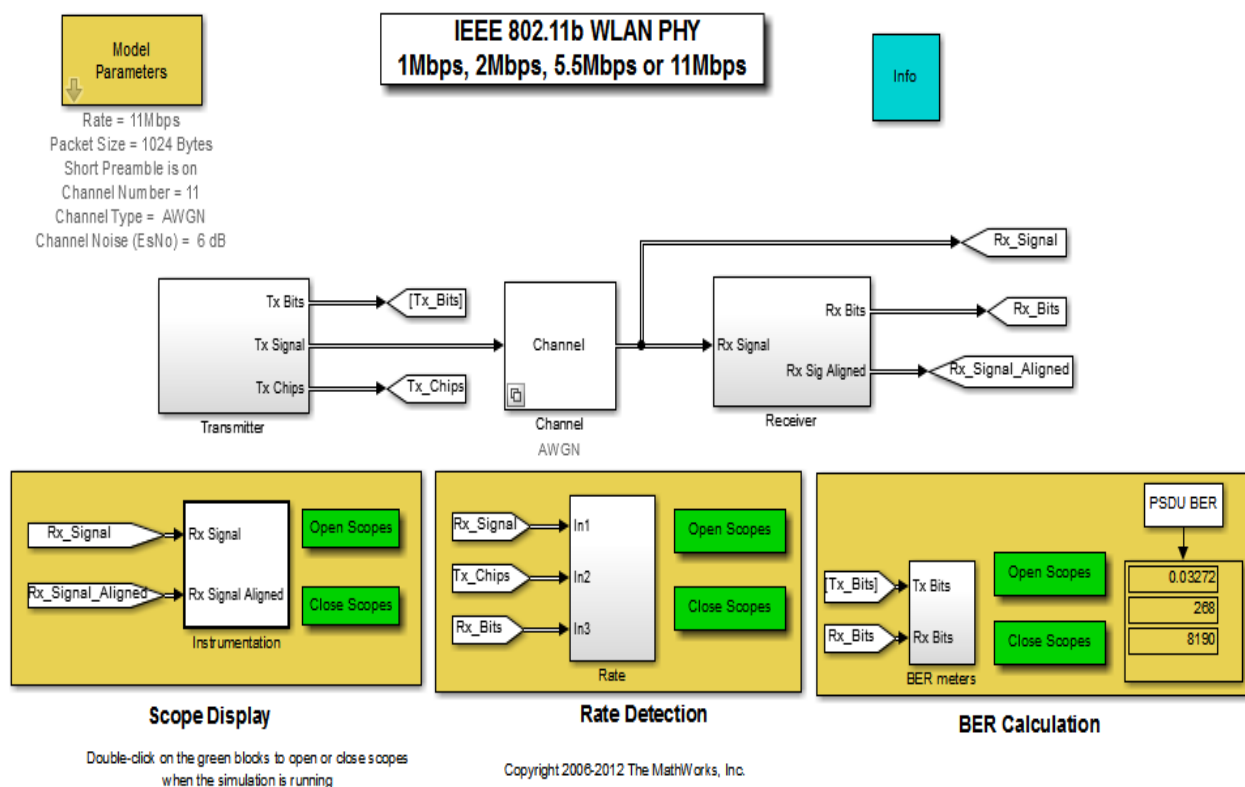 Model
Parameters
IEEE 802.11b WLAN PHY
1Mbps, 2Mbps, 5.5Mbps or 11Mbps
Info
Rate = 11Mbps
Packet Size = 1024 Bytes
Short Preamble is on
Channel Number = 11
Channel Type = AWGN
Channel Noise (EsNo) = 6 dB
Rx_Signal
Tx Bits
[Tx_Bits]
Tx Signal
Tx Chips
Tx_Chips
Transmitter
Channel
Channel
AWGN
Rx Signal
Rx Bits
Rx Sig Aligned
Receiver
Rx_Bits
Rx_Signal_Aligned
Rx_Signal
Rx_Signal_Aligned
Rx Signal
Rx Signal Aligned
Instrumentation
Open Scopes
Close Scopes
Rx_Signal
Tx_Chips
Rx_Bits
In1
In2
In3
Rate
Open Scopes
Close Scopes
[Tx_Bits]
Rx_Bits
Tx Bits
Rx Bits
BER meters
Open Scopes
Close Scopes
PSDU BER
0.03272
268
8190
Scope Display
Rate Detection
BER Calculation
Double-click on the green blocks to open or close scopes
when the simulation is running
Copyright 2006-2012 The MathWorks, Inc.